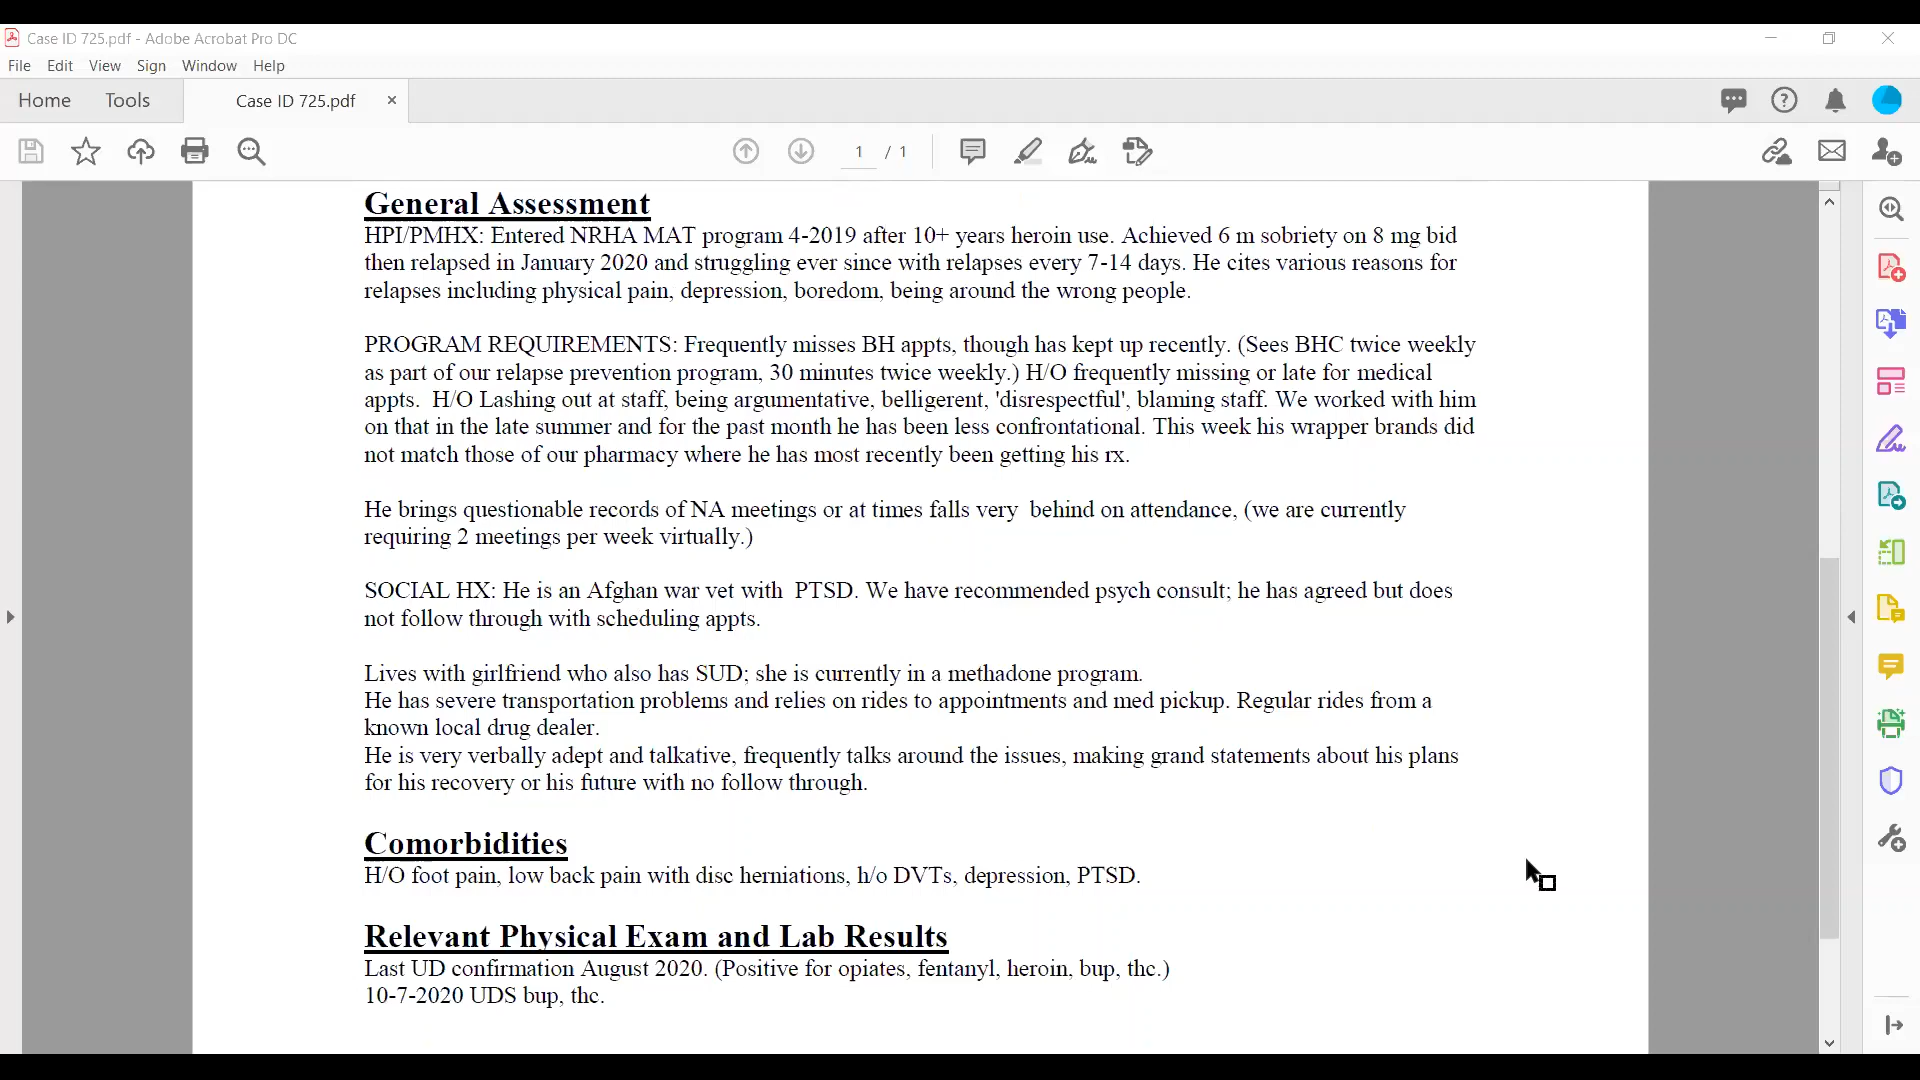 Case ID 725.pdf - Adobe Acrobat Pro DC
File Edit View Sign Window Help
Home Tools Case ID 725.pdf
1 / 1
General Assessment
HPI/PMHX: Entered NRHA MAT program 4-2019 after 10+ years heroin use. Achieved 6 m sobriety on 8 mg bid
then relapsed in January 2020 and struggling ever since with relapses every 7-14 days. He cites various reasons for
relapses including physical pain, depression, boredom, being around the wrong people.
PROGRAM REQUIREMENTS: Frequently misses BH appts, though has kept up recently. (Sees BHC twice weekly
as part of our relapse prevention program, 30 minutes twice weekly.) H/O frequently missing or late for medical
appts.  H/O Lashing out at staff, being argumentative, belligerent, 'disrespectful', blaming staff. We worked with him
on that in the late summer and for the past month he has been less confrontational. This week his wrapper brands did
not match those of our pharmacy where he has most recently been getting his rx.
He brings questionable records of NA meetings or at times falls very  behind on attendance, (we are currently
requiring 2 meetings per week virtually.)
SOCIAL HX: He is an Afghan war vet with  PTSD. We have recommended psych consult; he has agreed but does
not follow through with scheduling appts.
Lives with girlfriend who also has SUD; she is currently in a methadone program.
He has severe transportation problems and relies on rides to appointments and med pickup. Regular rides from a
known local drug dealer.
He is very verbally adept and talkative, frequently talks around the issues, making grand statements about his plans
for his recovery or his future with no follow through.
Comorbidities
H/O foot pain, low back pain with disc herniations, h/o DVTs, depression, PTSD.
Relevant Physical Exam and Lab Results
Last UD confirmation August 2020. (Positive for opiates, fentanyl, heroin, bup, thc.)
10-7-2020 UDS bup, thc.